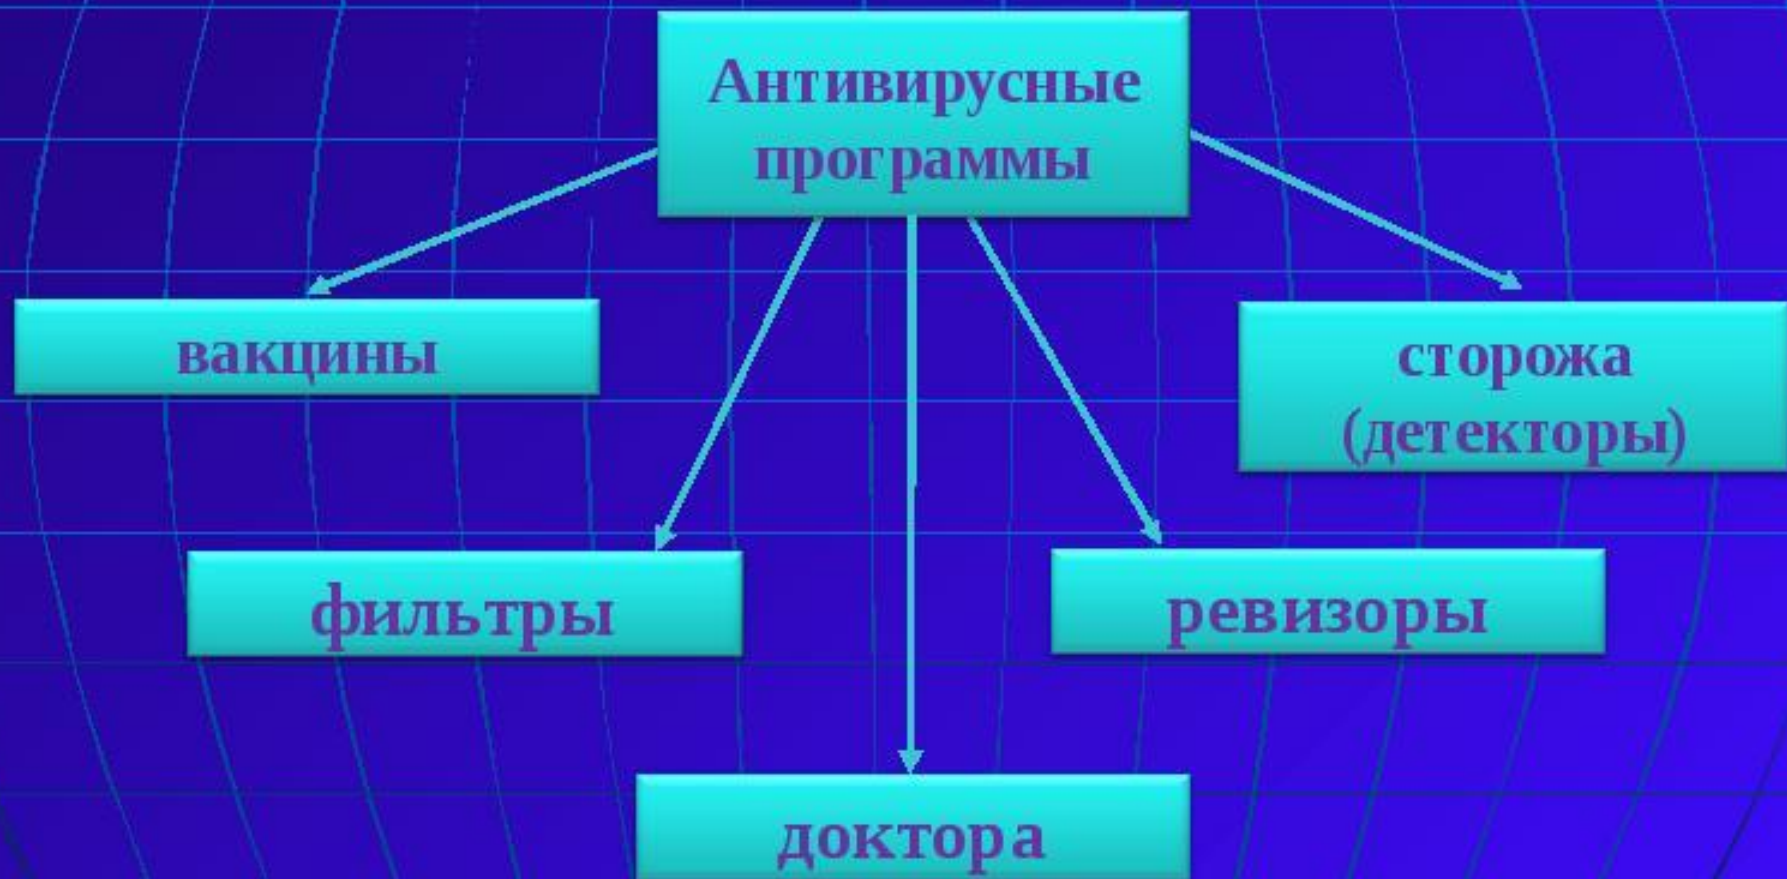 Антивирусные
программы
вакцины
сторожа
(детекторы)
фильтры
ревизоры
доктора